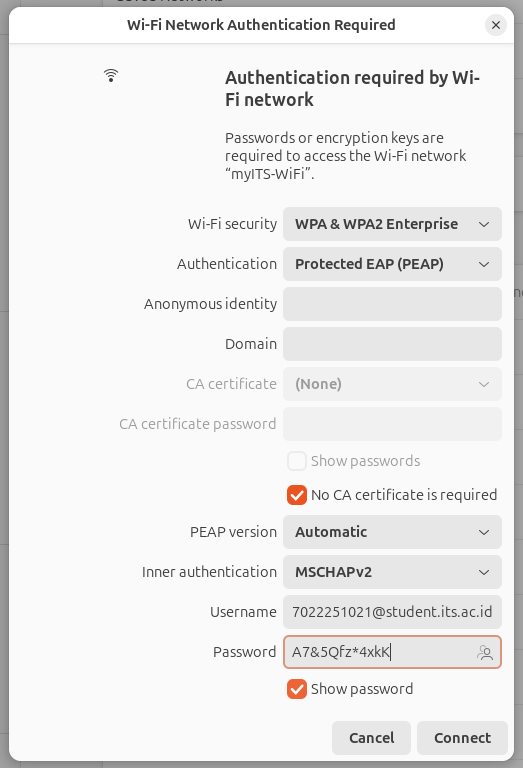 Wi-Fi Network Authentication Required
Authentication required by Wi-
Fi network
Passwords or encryption keys are
required to access the Wi-Fi network
“myITS-WiFi”.
Wi-Fi security WPA & WPA2 Enterprise
Authentication Protected EAP (PEAP)
Anonymous identity
Domain
CA certificate (None)
CA certificate password
Show passwords
No CA certificate is required
PEAP version Automatic
Inner authentication MSCHAPv2
Username 7022251021@student.its.ac.id
Password A7&5Qfz*4xkK
Show password
Cancel Connect